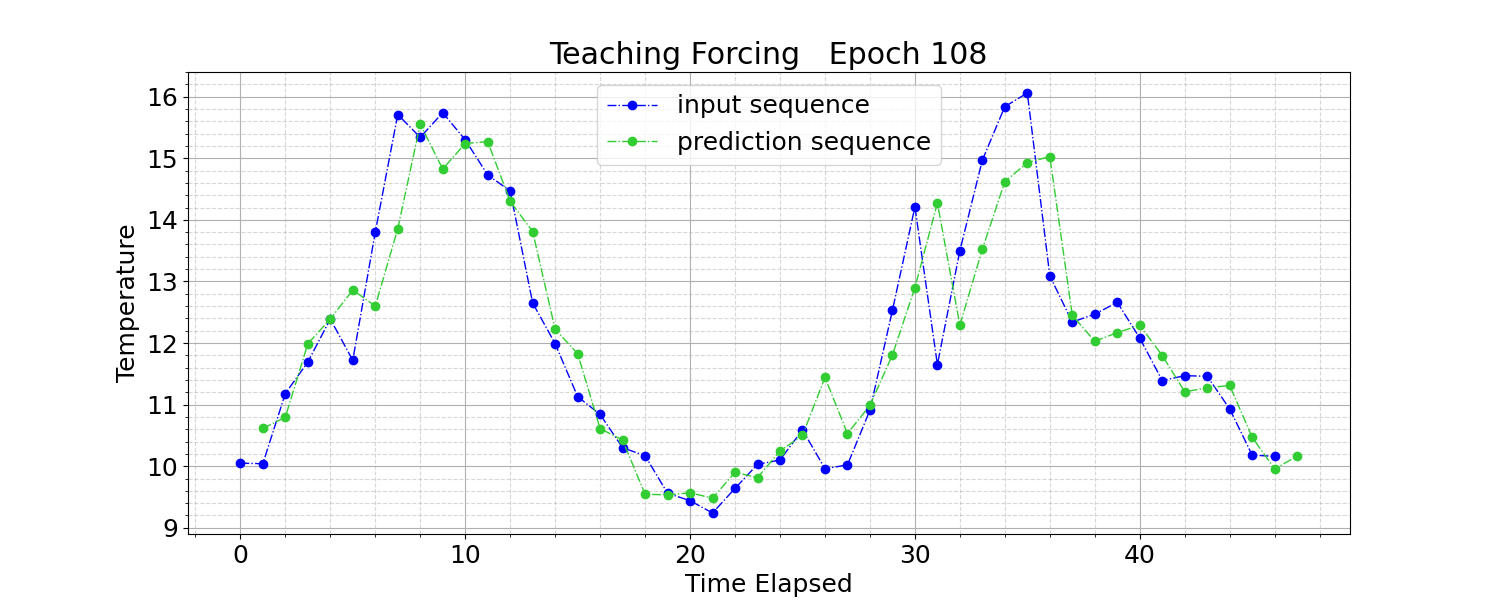 Teaching Forcing   Epoch 108
input sequence
prediction sequence
Temperature
16
15
14
13
12
11
10
9
0 10 20 30 40
Time Elapsed